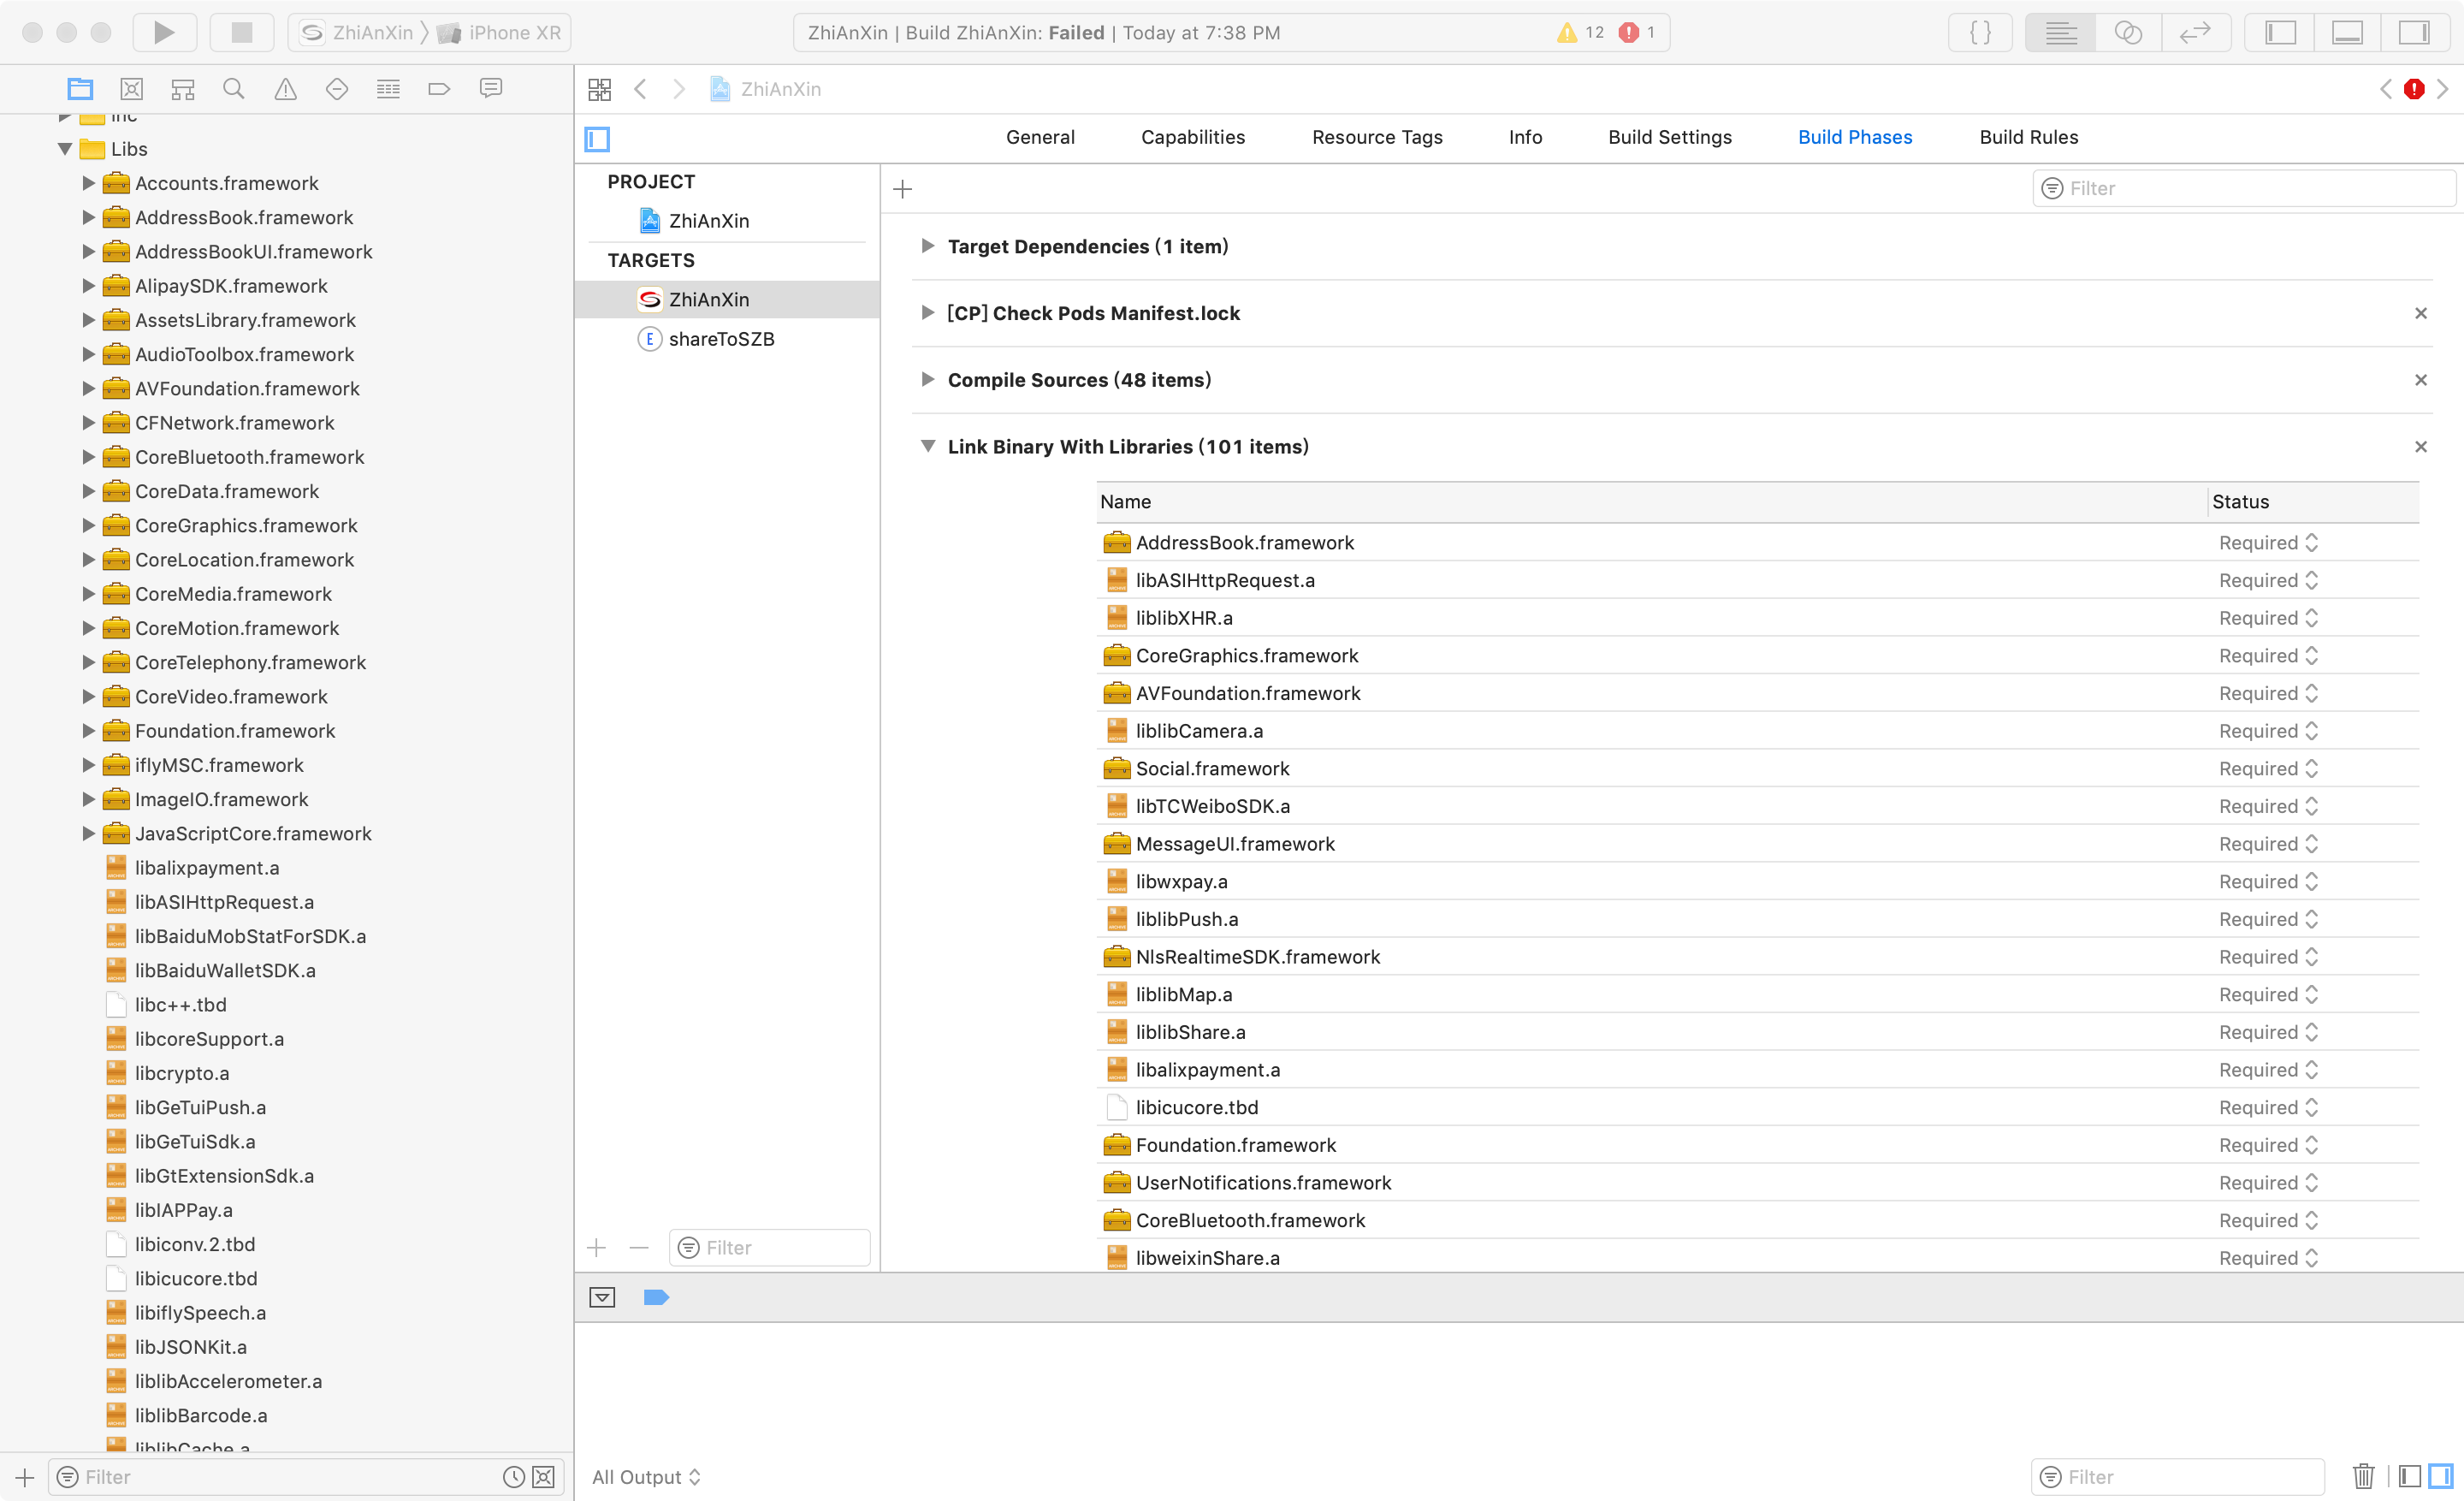 ZhiAnXin 〉 iPhone XR
ZhiAnXin | Build ZhiAnXin: Failed | Today at 7:38 PM
12
1
{ }
Inc
Libs
Accounts.framework
AddressBook.framework
AddressBookUI.framework
AlipaySDK.framework
AssetsLibrary.framework
AudioToolbox.framework
AVFoundation.framework
CFNetwork.framework
CoreBluetooth.framework
CoreData.framework
CoreGraphics.framework
CoreLocation.framework
CoreMedia.framework
CoreMotion.framework
CoreTelephony.framework
CoreVideo.framework
Foundation.framework
iflyMSC.framework
ImageIO.framework
JavaScriptCore.framework
libalixpayment.a
libASIHttpRequest.a
libBaiduMobStatForSDK.a
libBaiduWalletSDK.a
libc++.tbd
libcoreSupport.a
libcrypto.a
libGeTuiPush.a
libGeTuiSdk.a
libGtExtensionSdk.a
libIAPPay.a
libiconv.2.tbd
libicucore.tbd
libiflySpeech.a
libJSONKit.a
liblibAccelerometer.a
liblibBarcode.a
liblibCache.a
Filter
ZhiAnXin
General
Capabilities
Resource Tags
Info
Build Settings
Build Phases
Build Rules
PROJECT
ZhiAnXin
TARGETS
ZhiAnXin
E shareToSZB
Filter
Filter
Target Dependencies (1 item)
[CP] Check Pods Manifest.lock
Compile Sources (48 items)
Link Binary With Libraries (101 items)
Name Status
AddressBook.framework Required
libASIHttpRequest.a Required
liblibXHR.a Required
CoreGraphics.framework Required
AVFoundation.framework Required
liblibCamera.a Required
Social.framework Required
libTCWeiboSDK.a Required
MessageUI.framework Required
libwxpay.a Required
liblibPush.a Required
NlsRealtimeSDK.framework Required
liblibMap.a Required
liblibShare.a Required
libalixpayment.a Required
libicucore.tbd Required
Foundation.framework Required
UserNotifications.framework Required
CoreBluetooth.framework Required
libweixinShare.a Required
All Output
Filter